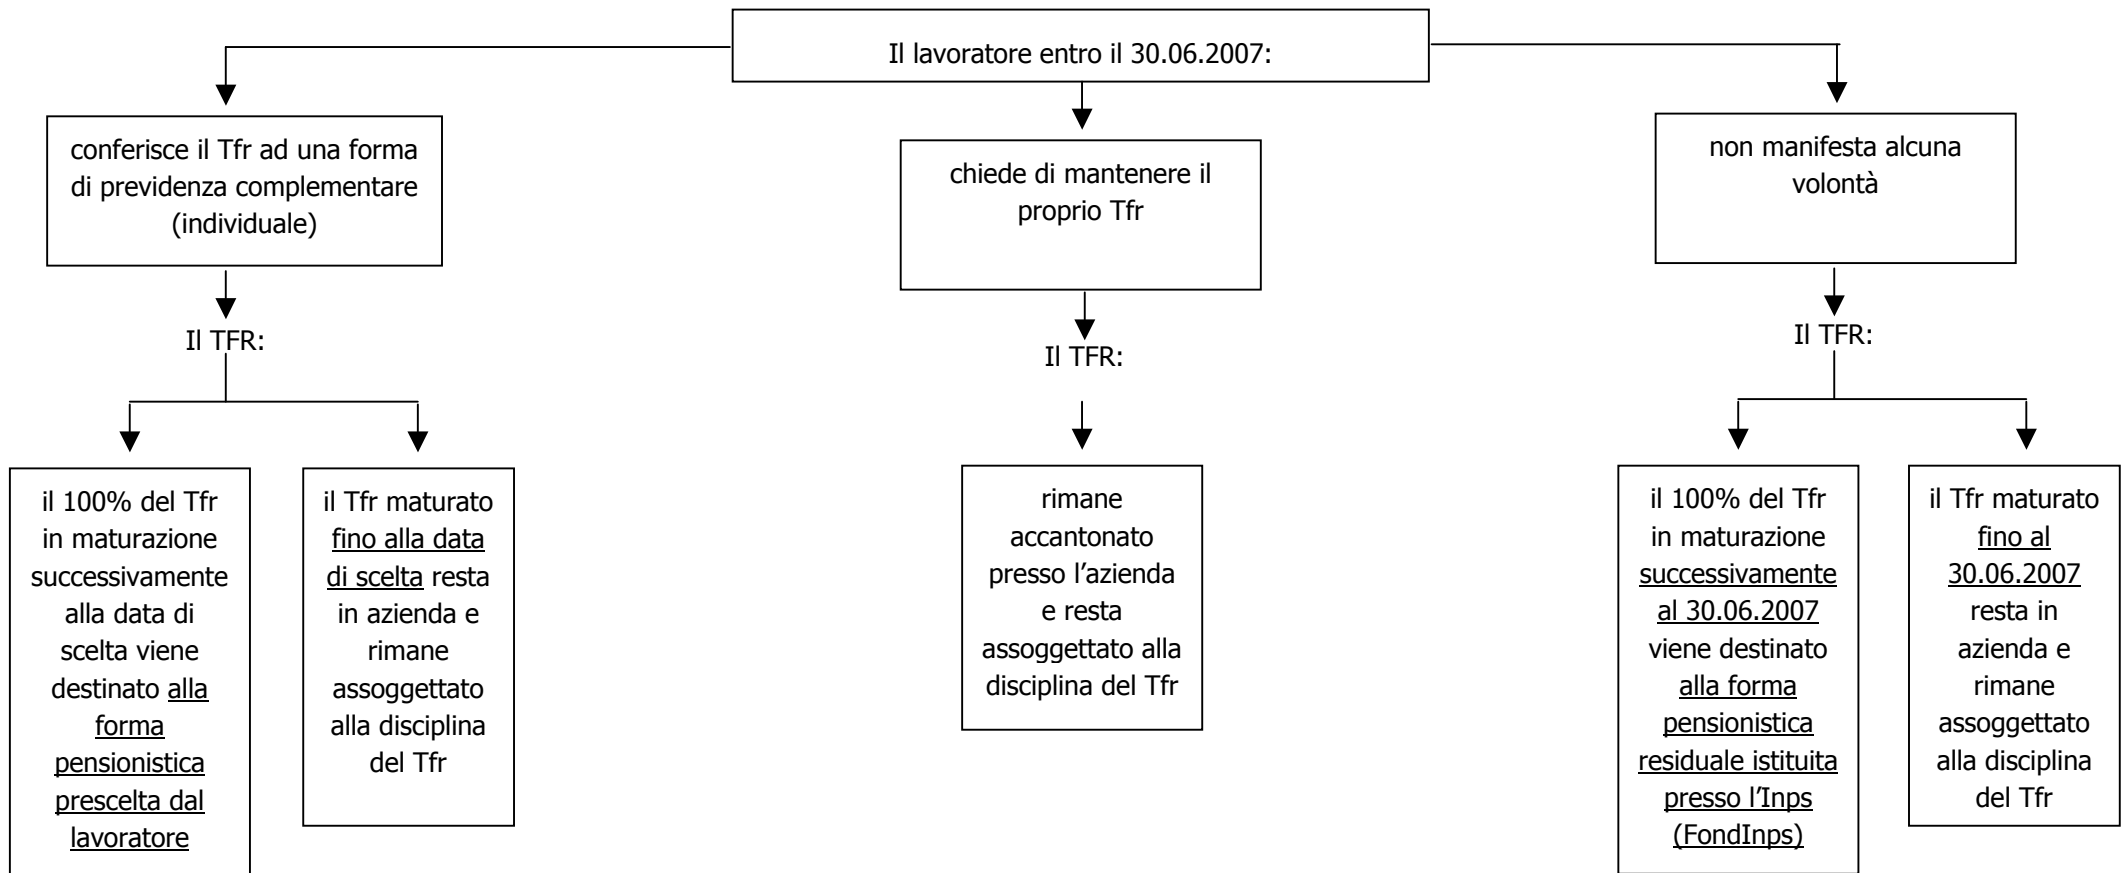 Il lavoratore entro il 30.06.2007:
conferisce il Tfr ad una forma
di previdenza complementare
(individuale)
chiede di mantenere il
proprio Tfr
non manifesta alcuna
volontà
Il TFR:
Il TFR:
Il TFR:
il 100% del Tfr
in maturazione
successivamente
alla data di
scelta viene
destinato alla
forma
pensionistica
prescelta dal
lavoratore
il Tfr maturato
fino alla data
di scelta resta
in azienda e
rimane
assoggettato
alla disciplina
del Tfr
rimane
accantonato
presso l’azienda
e resta
assoggettato alla
disciplina del Tfr
il 100% del Tfr
in maturazione
successivamente
al 30.06.2007
viene destinato
alla forma
pensionistica
residuale istituita
presso l’Inps
(FondInps)
il Tfr maturato
fino al
30.06.2007
resta in
azienda e
rimane
assoggettato
alla disciplina
del Tfr